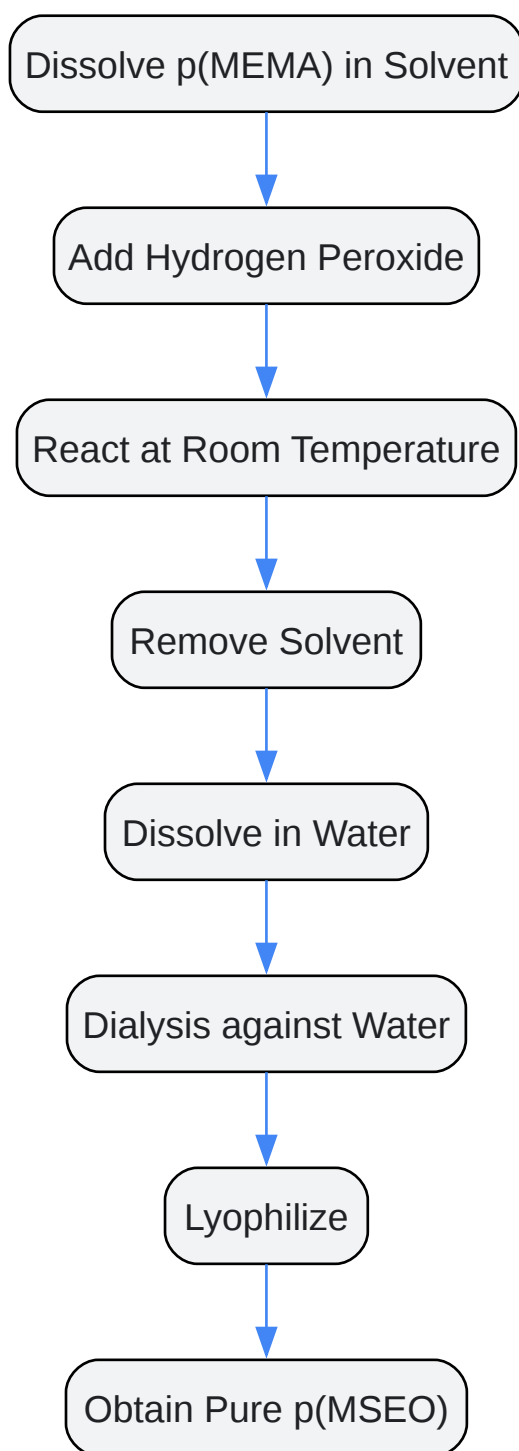 Dissolve p(MEMA) in Solvent
Add Hydrogen Peroxide
React at Room Temperature
Remove Solvent
Dissolve in Water
Dialysis against Water
Lyophilize
Obtain Pure p(MSEO)